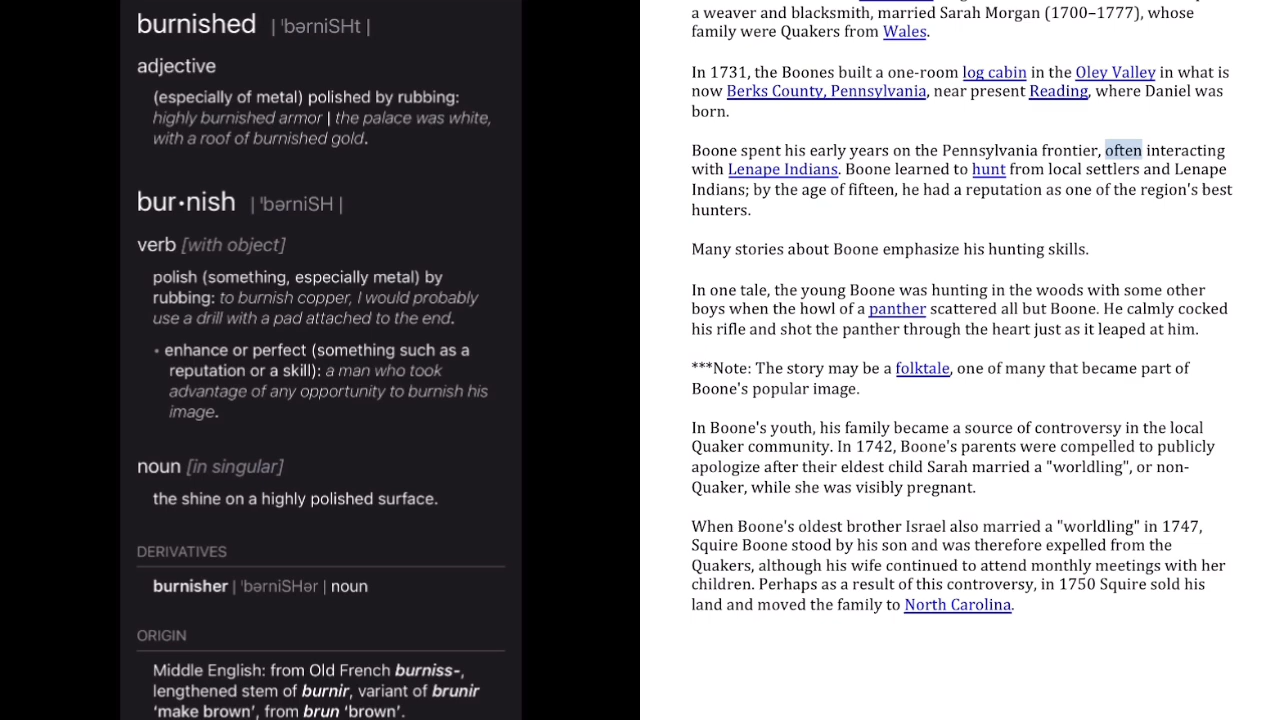 burnished | ˈbərniSHt |
adjective
(especially of metal) polished by rubbing:
highly burnished armor | the palace was white,
with a roof of burnished gold.
bur•nish | ˈbərniSH |
verb [with object]
polish (something, especially metal) by
rubbing: to burnish copper, I would probably
use a drill with a pad attached to the end.
• enhance or perfect (something such as a
reputation or a skill): a man who took
advantage of any opportunity to burnish his
image.
noun [in singular]
the shine on a highly polished surface.
DERIVATIVES
burnisher | ˈbərniSHər | noun
ORIGIN
Middle English: from Old French burniss-,
lengthened stem of burnir, variant of brunir
‘make brown’, from brun ‘brown’.
a weaver and blacksmith, married Sarah Morgan (1700–1777), whose
family were Quakers from Wales.
In 1731, the Boones built a one-room log cabin in the Oley Valley in what is
now Berks County, Pennsylvania, near present Reading, where Daniel was
born.
Boone spent his early years on the Pennsylvania frontier, often interacting
with Lenape Indians. Boone learned to hunt from local settlers and Lenape
Indians; by the age of fifteen, he had a reputation as one of the region's best
hunters.
Many stories about Boone emphasize his hunting skills.
In one tale, the young Boone was hunting in the woods with some other
boys when the howl of a panther scattered all but Boone. He calmly cocked
his rifle and shot the panther through the heart just as it leaped at him.
***Note: The story may be a folktale, one of many that became part of
Boone's popular image.
In Boone's youth, his family became a source of controversy in the local
Quaker community. In 1742, Boone's parents were compelled to publicly
apologize after their eldest child Sarah married a "worldling", or non-
Quaker, while she was visibly pregnant.
When Boone's oldest brother Israel also married a "worldling" in 1747,
Squire Boone stood by his son and was therefore expelled from the
Quakers, although his wife continued to attend monthly meetings with her
children. Perhaps as a result of this controversy, in 1750 Squire sold his
land and moved the family to North Carolina.